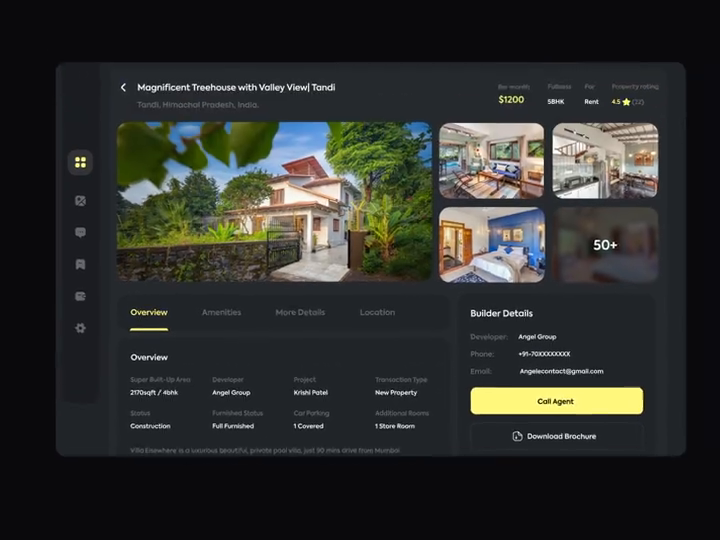 Magnificent Treehouse with Valley View| Tandi
Tandi, Himachal Pradesh, India.
Per month
$1200
Fullness
5BHK
For
Rent
Property rating
4.5 (32)
50+
Overview
Amenities
More Details
Location
Overview
Super Built-Up Area
2170sqft / 4bhk
Developer
Angel Group
Project
Krishi Patel
Transaction Type
New Property
Status
Construction
Furnished Status
Full Furnished
Car Parking
1 Covered
Additional Rooms
1 Store Room
Villa Elsewhere is a luxurious beautiful, private pool villa, just 90 mins drive from Mumbai
Builder Details
Developer: Angel Group
Phone: +91-70XXXXXXXX
Email: Angelecontact@gmail.com
Call Agent
Download Brochure